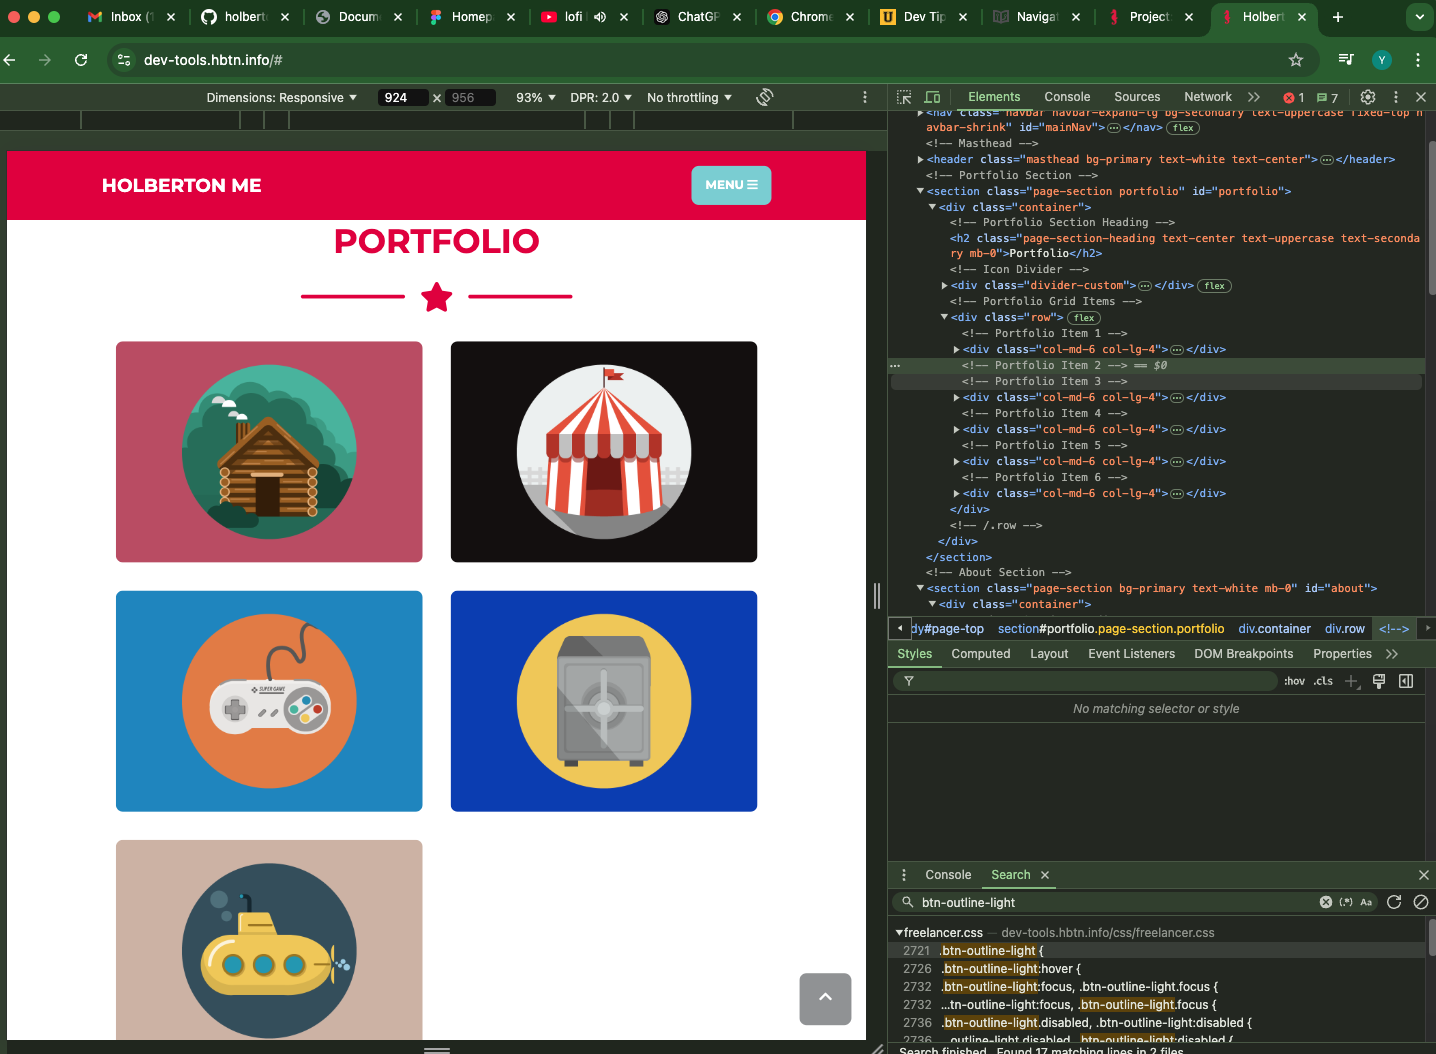 Inbox (1
holbert
Docum
Homep
lofi
ChatGP
Chrome
Dev Tip
Navigat
Project
Holbert
dev-tools.hbtn.info/#
Y
Dimensions: Responsive 924 × 956 93% DPR: 2.0 No throttling
HOLBERTON ME
MENU
PORTFOLIO
SUPER GAME
Elements Console Sources Network 1 7
<nav class="navbar navbar-expand-lg bg-secondary text-uppercase fixed-top n
avbar-shrink" id="mainNav">…</nav> flex
<!-- Masthead -->
<header class="masthead bg-primary text-white text-center">…</header>
<!-- Portfolio Section -->
<section class="page-section portfolio" id="portfolio">
<div class="container">
<!-- Portfolio Section Heading -->
<h2 class="page-section-heading text-center text-uppercase text-seconda
ry mb-0">Portfolio</h2>
<!-- Icon Divider -->
<div class="divider-custom">…</div> flex
<!-- Portfolio Grid Items -->
<div class="row"> flex
<!-- Portfolio Item 1 -->
<div class="col-md-6 col-lg-4">…</div>
… <!-- Portfolio Item 2 --> == $0
<!-- Portfolio Item 3 -->
<div class="col-md-6 col-lg-4">…</div>
<!-- Portfolio Item 4 -->
<div class="col-md-6 col-lg-4">…</div>
<!-- Portfolio Item 5 -->
<div class="col-md-6 col-lg-4">…</div>
<!-- Portfolio Item 6 -->
<div class="col-md-6 col-lg-4">…</div>
</div>
<!-- /.row -->
</div>
</section>
<!-- About Section -->
<section class="page-section bg-primary text-white mb-0" id="about">
<div class="container">
dy#page-top section#portfolio.page-section.portfolio div.container div.row <!-->
Styles Computed Layout Event Listeners DOM Breakpoints Properties
:hov .cls
No matching selector or style
Console Search
btn-outline-light (.*) Aa
freelancer.css — dev-tools.hbtn.info/css/freelancer.css
2721 .btn-outline-light {
2726 .btn-outline-light:hover {
2732 .btn-outline-light:focus, .btn-outline-light.focus {
2732 …tn-outline-light:focus, .btn-outline-light.focus {
2736 .btn-outline-light.disabled, .btn-outline-light:disabled {
2736 …outline-light.disabled, .btn-outline-light:disabled {
Search finished. Found 17 matching lines in 2 files.